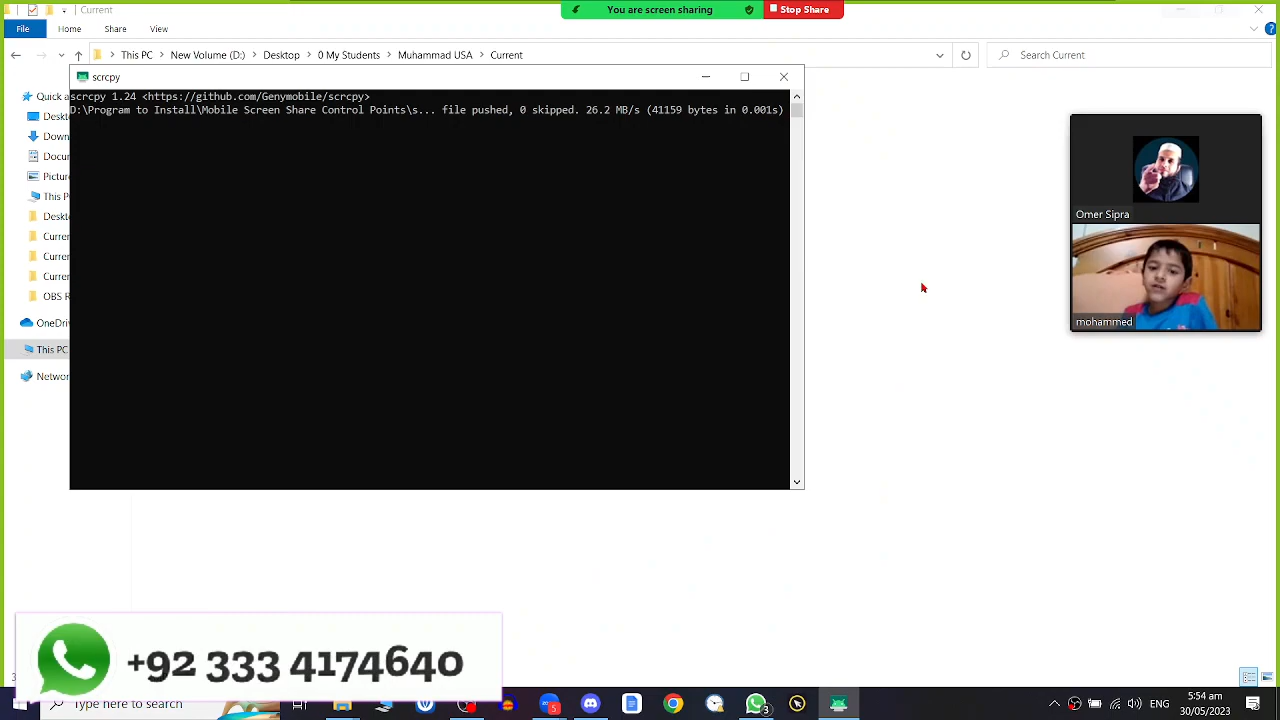 Current
You are screen sharing
Stop Share
File
Home
Share
View
This PC
New Volume (D:)
Desktop
0 My Students
Muhammad USA
Current
Search Current
scrcpy
scrcpy 1.24 <https://github.com/Genymobile/scrcpy>
D:\Program to Install\Mobile Screen Share Control Points\s... file pushed, 0 skipped. 26.2 MB/s (41159 bytes in 0.001s)
Quick a
Deskt
Down
Docu
Picture
This P
Deskto
Curren
Curren
Curren
OBS R
OneDriv
This PC
Networ
Omer Sipra
mohammed
+92 333 4174640
Type here to search
3
ENG
5:54 am
30/05/2023